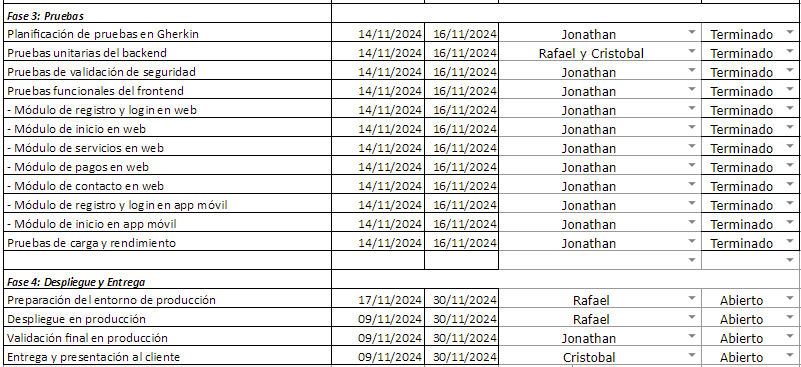 Fase 3: Pruebas
Planificación de pruebas en Gherkin 14/11/2024 16/11/2024 Jonathan Terminado
Pruebas unitarias del backend 14/11/2024 16/11/2024 Rafael y Cristobal Terminado
Pruebas de validación de seguridad 14/11/2024 16/11/2024 Jonathan Terminado
Pruebas funcionales del frontend 14/11/2024 16/11/2024 Jonathan Terminado
- Módulo de registro y login en web 14/11/2024 16/11/2024 Jonathan Terminado
- Módulo de inicio en web 14/11/2024 16/11/2024 Jonathan Terminado
- Módulo de servicios en web 14/11/2024 16/11/2024 Jonathan Terminado
- Módulo de pagos en web 14/11/2024 16/11/2024 Jonathan Terminado
- Módulo de contacto en web 14/11/2024 16/11/2024 Jonathan Terminado
- Módulo de registro y login en app móvil 14/11/2024 16/11/2024 Jonathan Terminado
- Módulo de inicio en app móvil 14/11/2024 16/11/2024 Jonathan Terminado
Pruebas de carga y rendimiento 14/11/2024 16/11/2024 Jonathan Terminado
Fase 4: Despliegue y Entrega
Preparación del entorno de producción 17/11/2024 30/11/2024 Rafael Abierto
Despliegue en producción 09/11/2024 30/11/2024 Rafael Abierto
Validación final en producción 09/11/2024 30/11/2024 Jonathan Abierto
Entrega y presentación al cliente 09/11/2024 30/11/2024 Cristobal Abierto